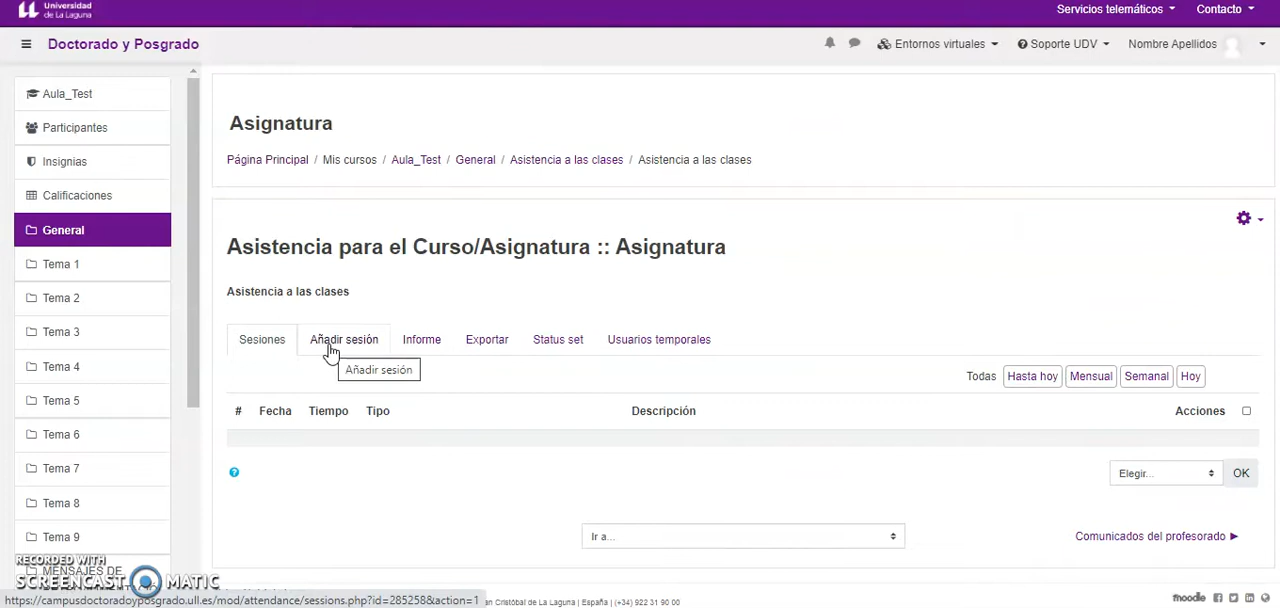 Universidad
de La Laguna
Servicios telemáticos
Contacto
Doctorado y Posgrado
Entornos virtuales
Soporte UDV
Nombre Apellidos
Aula_Test
Participantes
Insignias
Calificaciones
General
Tema 1
Tema 2
Tema 3
Tema 4
Tema 5
Tema 6
Tema 7
Tema 8
Tema 9
MENSAJES DE
Asignatura
Página Principal / Mis cursos / Aula_Test / General / Asistencia a las clases / Asistencia a las clases
Asistencia para el Curso/Asignatura :: Asignatura
Asistencia a las clases
Sesiones Añadir sesión Informe Exportar Status set Usuarios temporales
Añadir sesión
Todas Hasta hoy Mensual Semanal Hoy
# Fecha Tiempo Tipo Descripción Acciones
Elegir... OK
Ir a...
Comunicados del profesorado ►
RECORDED WITH
SCREENCAST MATIC
https://campusdoctoradoyposgrado.ull.es/mod/attendance/sessions.php?id=285258&action=1
an Cristóbal de La Laguna | España | (+34) 922 31 90 00
moodle